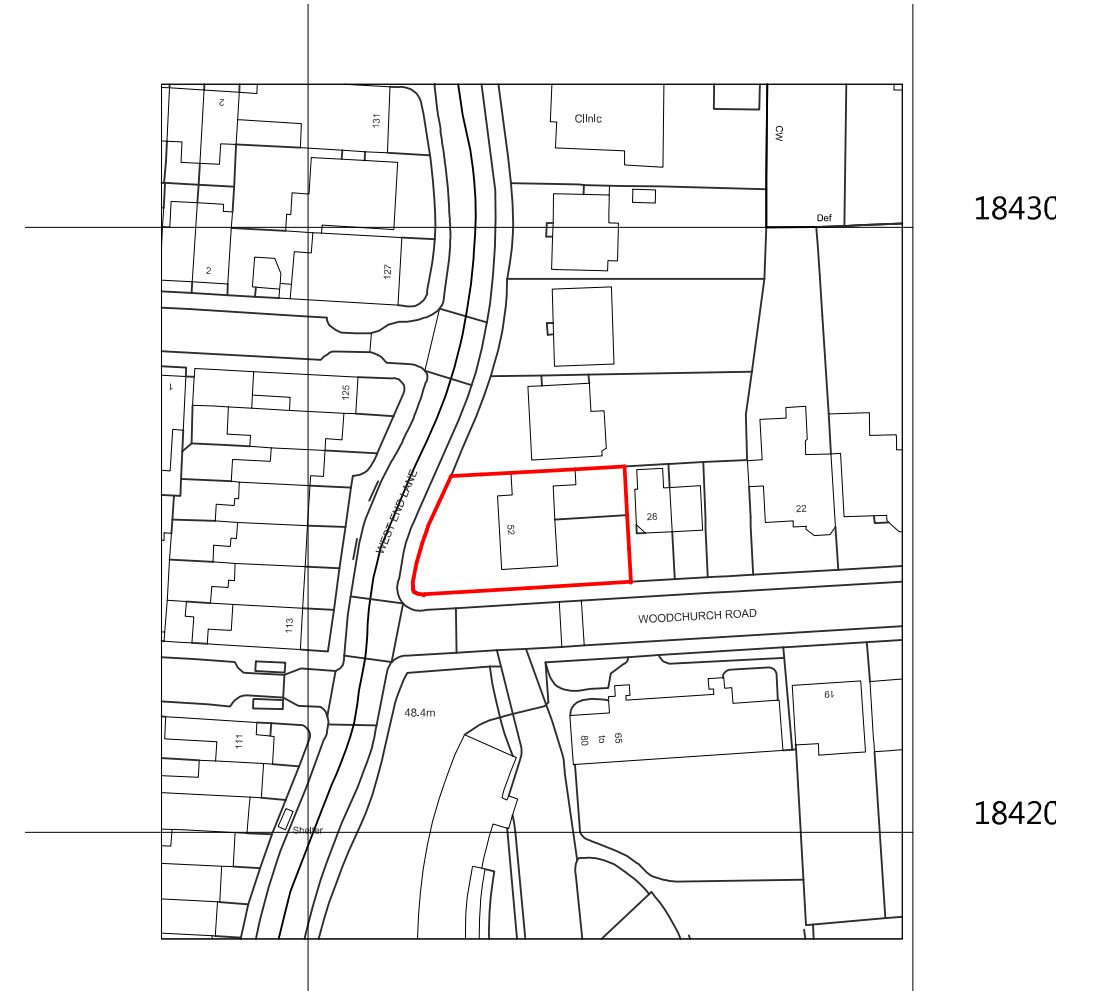 2
131
Clinic
CW
18430
Def
2
127
1
125
WEST END LANE
52
28
22
113
WOODCHURCH ROAD
48.4m
19
111
80
to
65
Shelter
18420